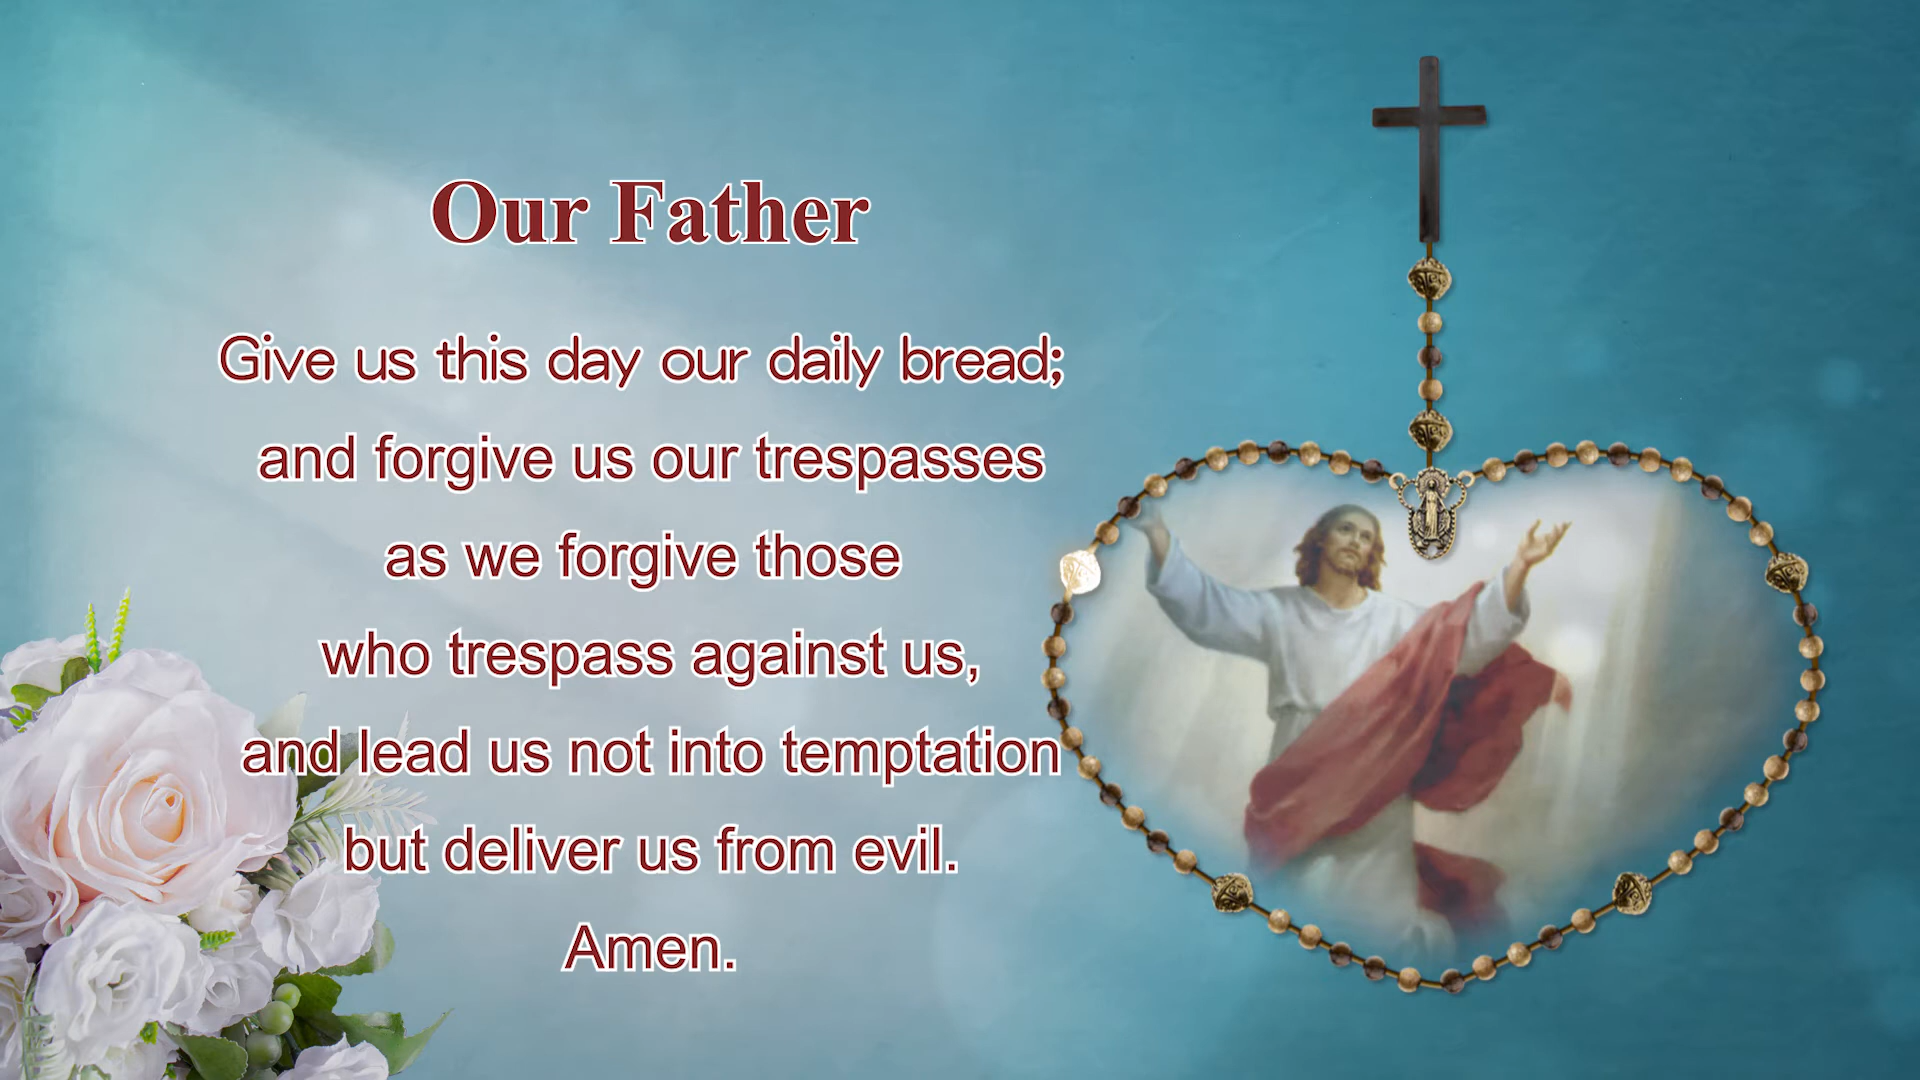 Our Father
Give us this day our daily bread;
and forgive us our trespasses
as we forgive those
who trespass against us,
and lead us not into temptation
but deliver us from evil.
Amen.